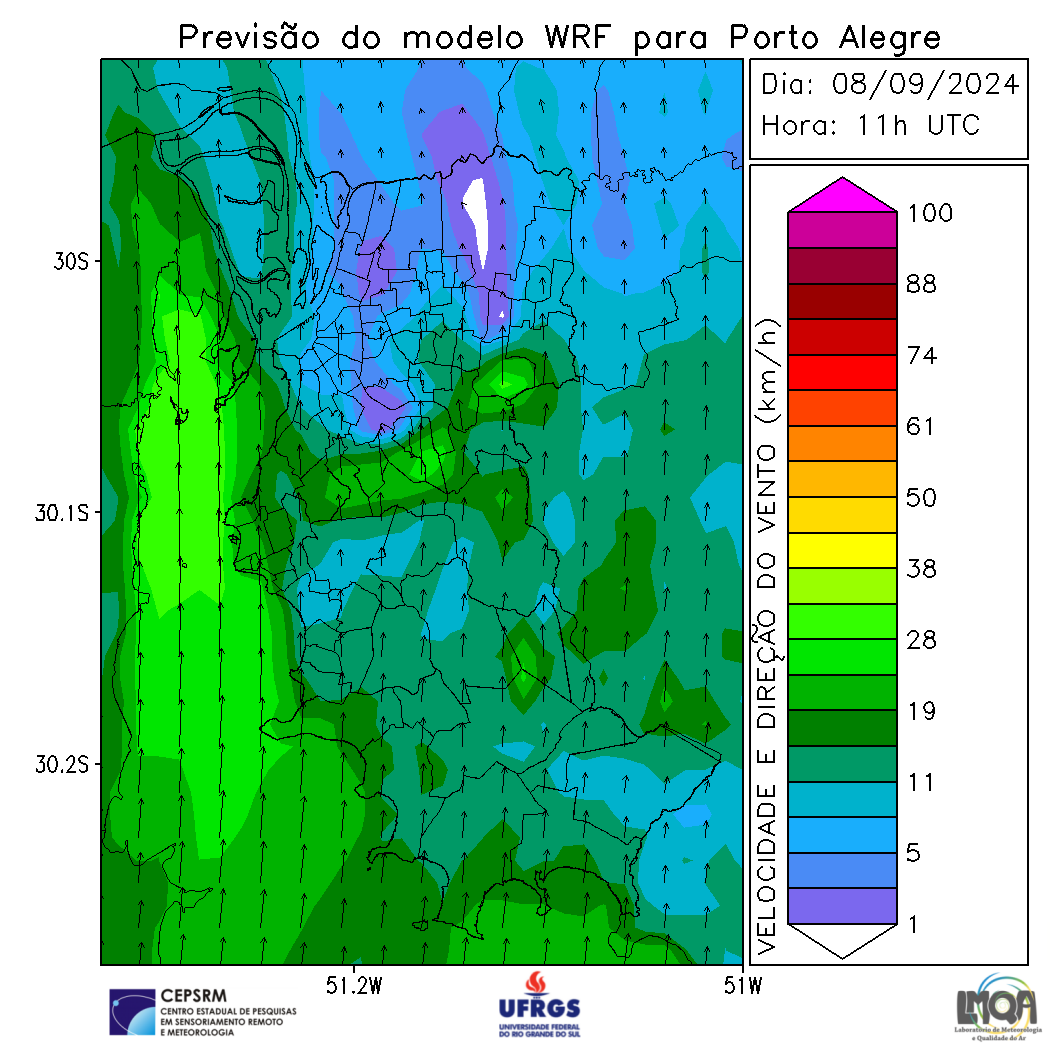 Previsão do modelo WRF para Porto Alegre
Dia: 08/09/2024
Hora: 11h UTC
30S
30.1S
30.2S
51.2W
51W
VELOCIDADE E DIREÇÃO DO VENTO (km/h)
100
88
74
61
50
38
28
19
11
5
1
CEPSRM
CENTRO ESTADUAL DE PESQUISAS
EM SENSORIAMENTO REMOTO
E METEOROLOGIA
UFRGS
UNIVERSIDADE FEDERAL
DO RIO GRANDE DO SUL
LMQA
Laboratório de Meteorologia
e Qualidade do Ar